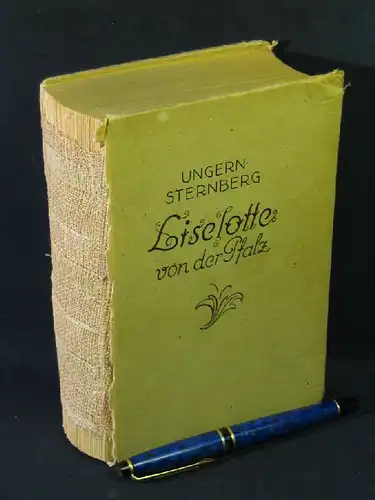 UNGERN-
STERNBERG
Liselotte
von der Pfalz